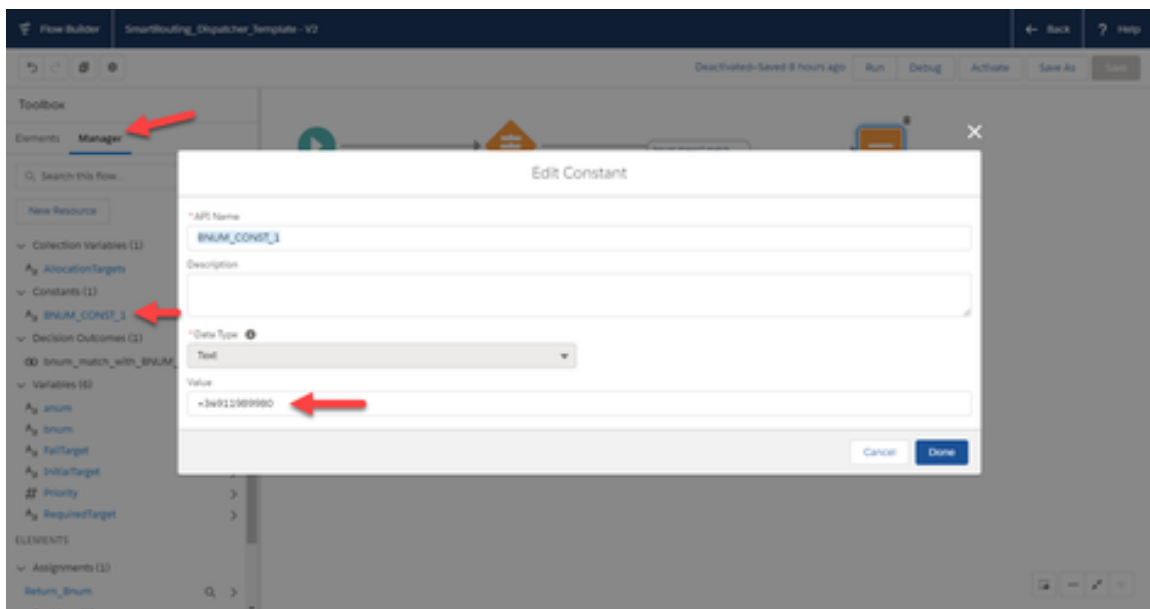 Flow Builder
SmartRouting_Dispatcher_Template - V2
Back
? Help
Deactivated—Saved 8 hours ago
Run
Debug
Activate
Save As
Save
Toolbox
Elements
Manager
Search this flow...
New Resource
Collection Variables (1)
AllocationTargets
Constants (1)
BNUM_CONST_1
Decision Outcomes (1)
bnum_match_with_BNUM_
Variables (6)
anum
bnum
FailTarget
InitialTarget
Priority
RequiredTarget
ELEMENTS
Assignments (1)
Return_Bnum
Edit Constant
*API Name
BNUM_CONST_1
Description
*Data Type
Text
Value
+36911989980
Cancel
Done